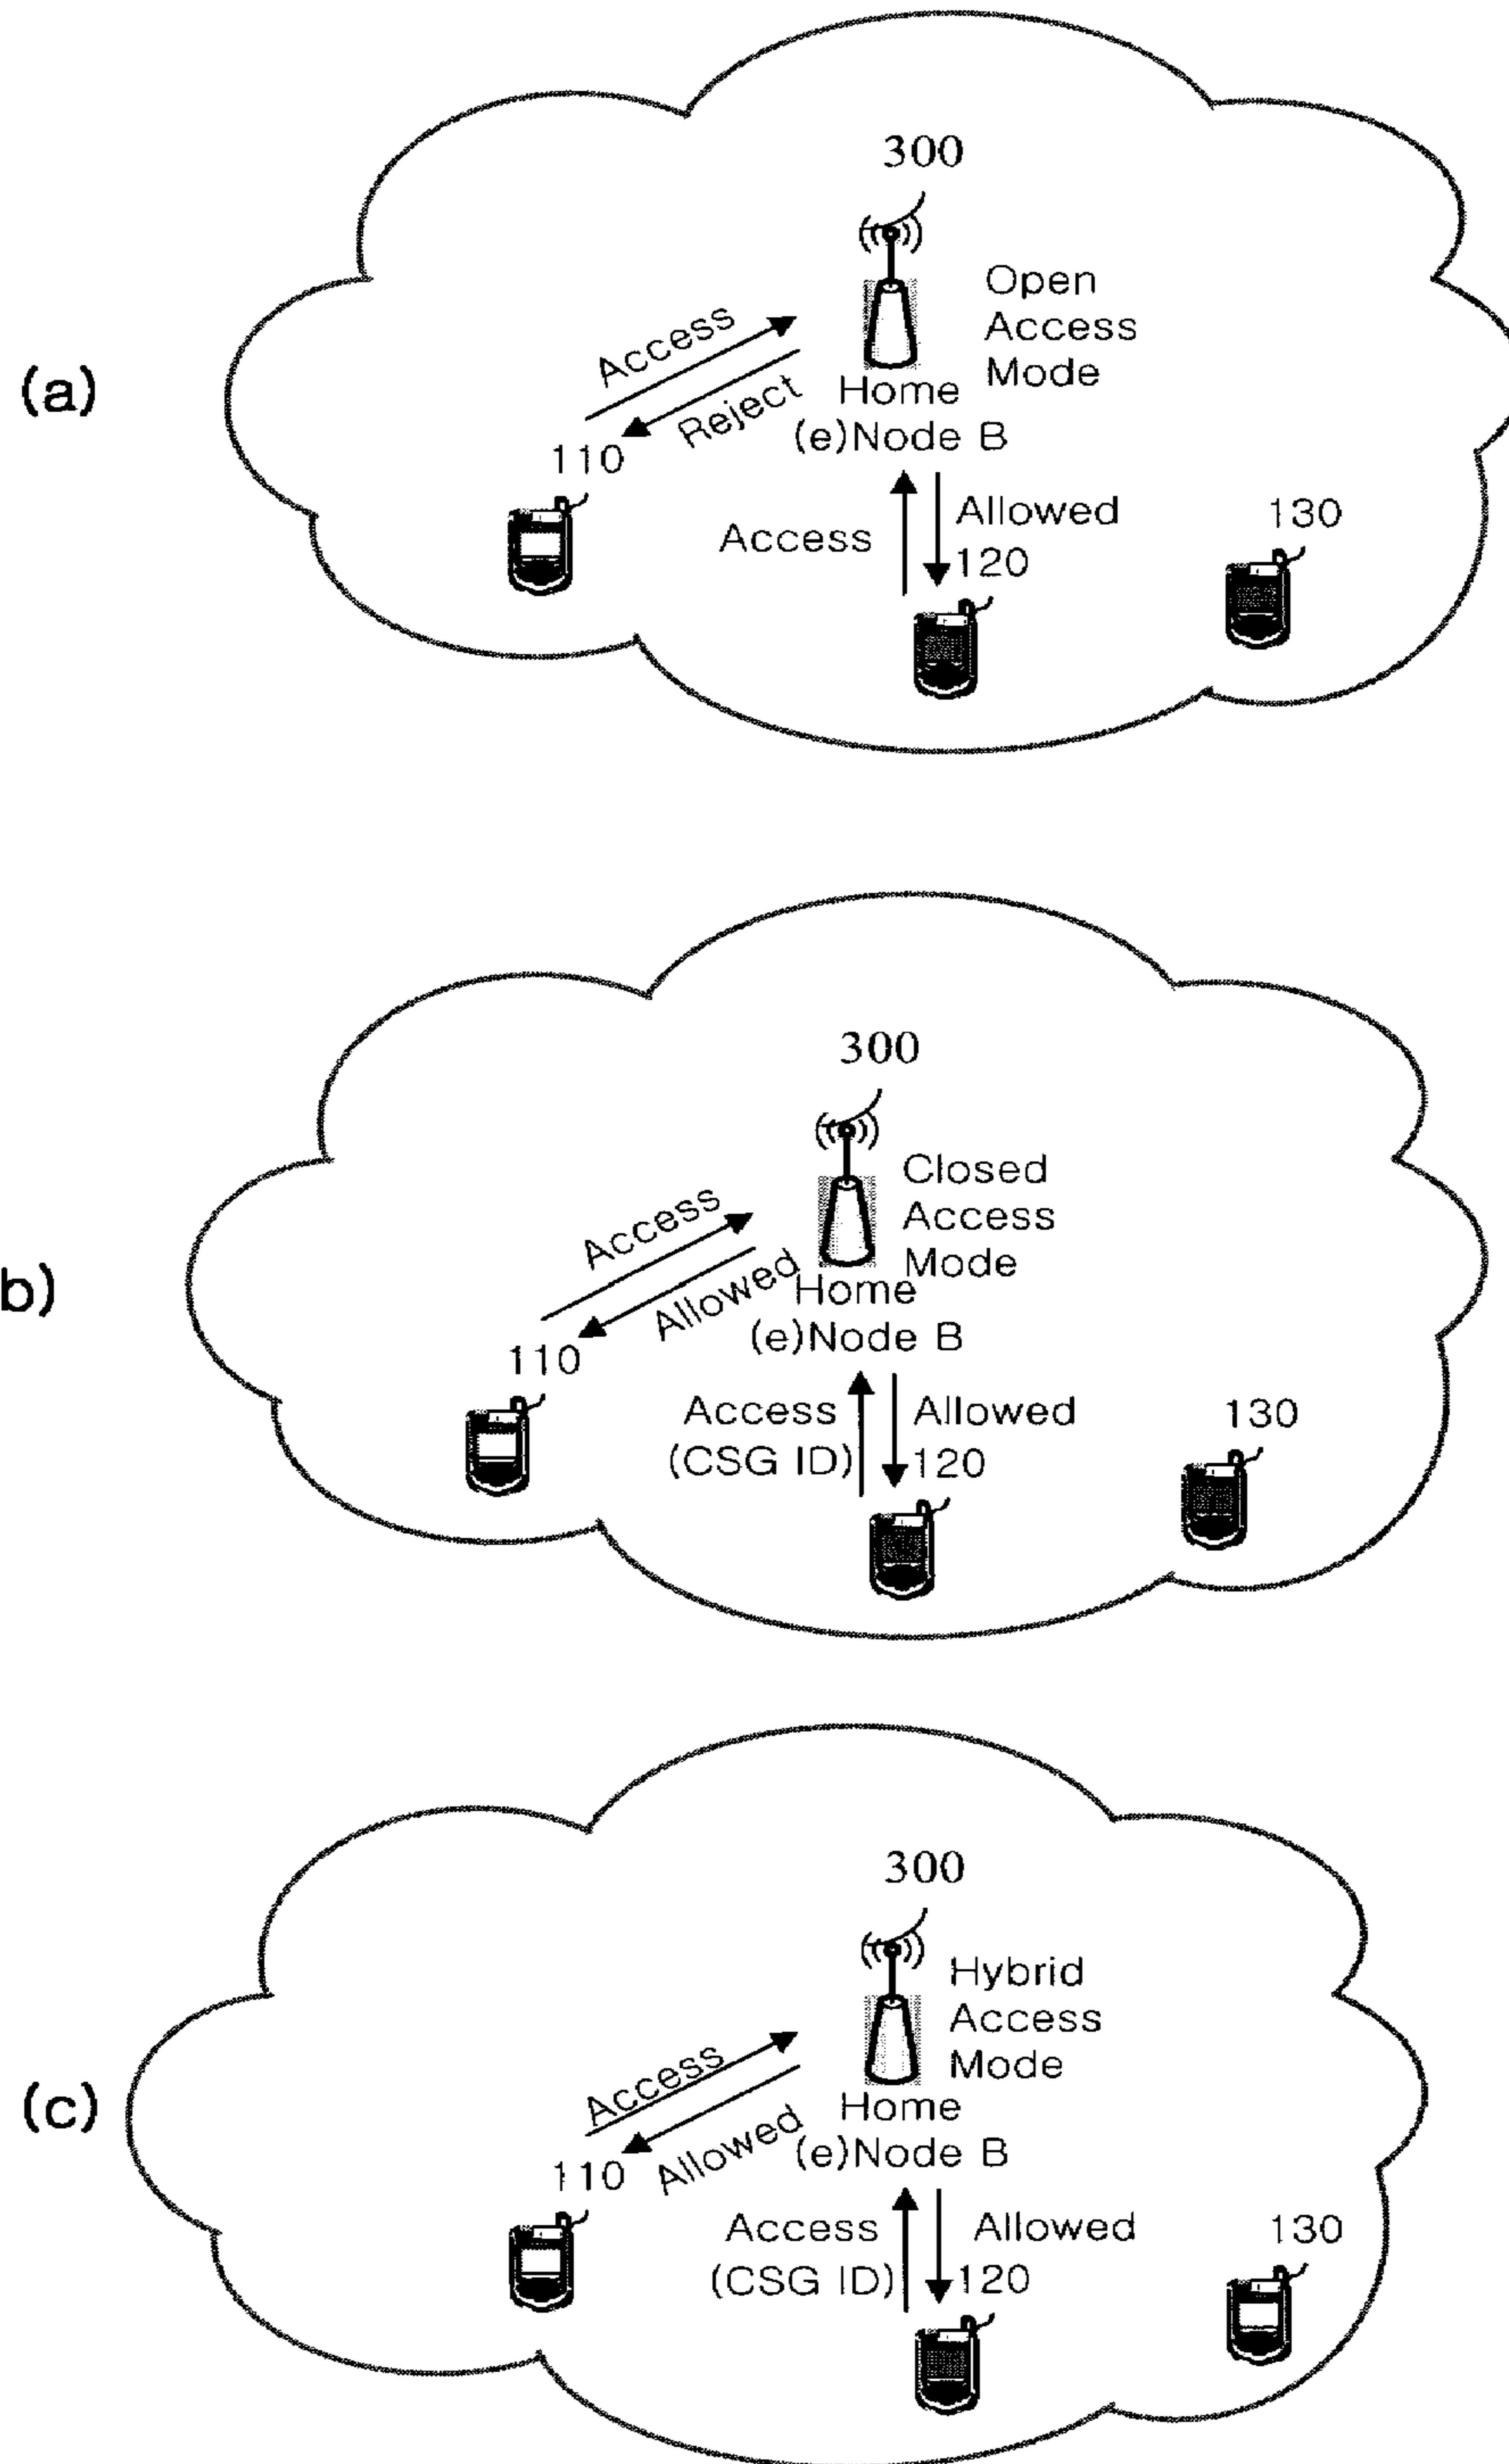 (a)
300
Open
Access
Mode
Home
(e)Node B
Access
Reject
110
Access
Allowed
120
130
b)
300
Closed
Access
Mode
Home
(e)Node B
Access
Allowed
110
Access
(CSG ID)
Allowed
120
130
(c)
300
Hybrid
Access
Mode
Home
(e)Node B
Access
Allowed
110
Access
(CSG ID)
Allowed
120
130